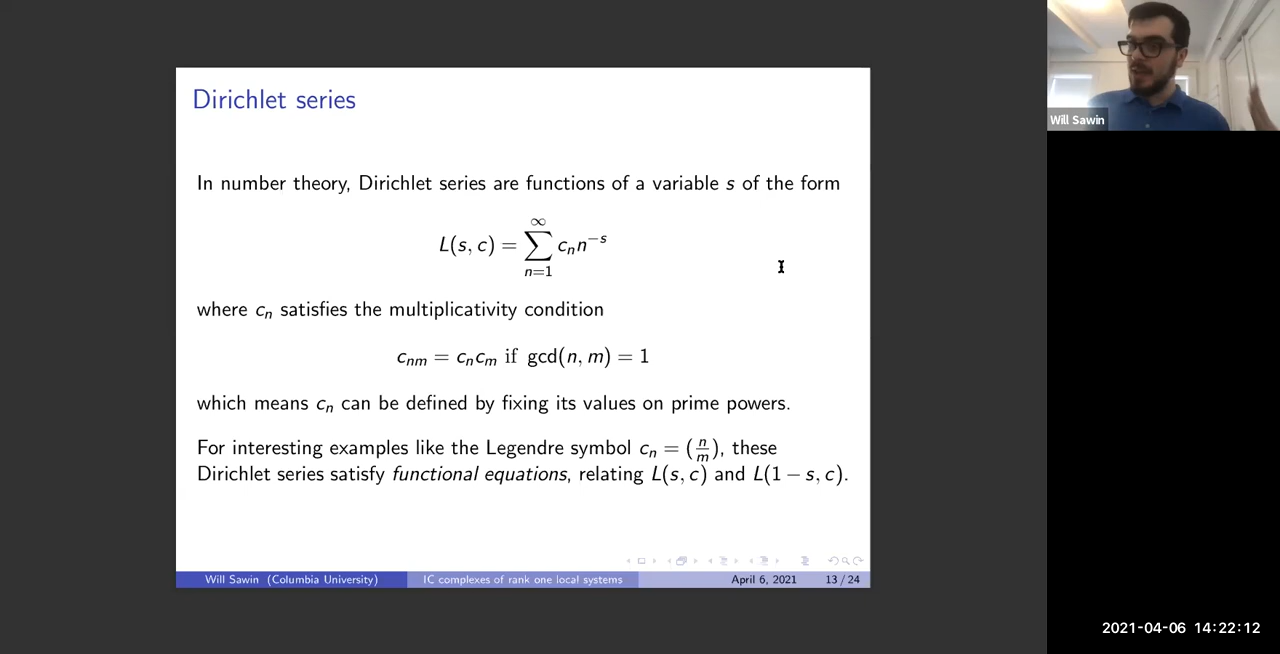 Dirichlet series
In number theory, Dirichlet series are functions of a variable s of the form
L(s, c) = ∑_{n=1}^{∞} c_n n^{−s}
where c_n satisfies the multiplicativity condition
c_{nm} = c_n c_m if gcd(n, m) = 1
which means c_n can be defined by fixing its values on prime powers.
For interesting examples like the Legendre symbol c_n = (n/m), these
Dirichlet series satisfy functional equations, relating L(s, c) and L(1 − s, c).
Will Sawin (Columbia University) IC complexes of rank one local systems April 6, 2021 13 / 24
Will Sawin
2021-04-06 14:22:12